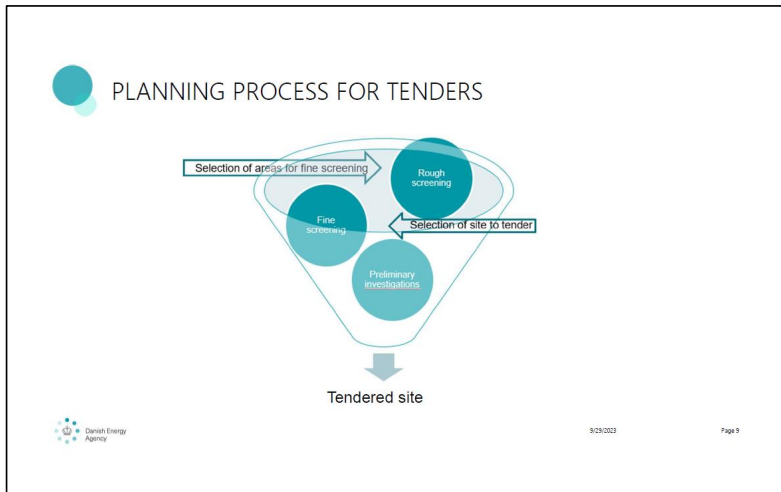 PLANNING PROCESS FOR TENDERS
Selection of areas for fine screening
Rough
screening
Fine
screening
Selection of site to tender
Preliminary
investigations
Tendered site
Danish Energy
Agency
9/29/2023
Page 9